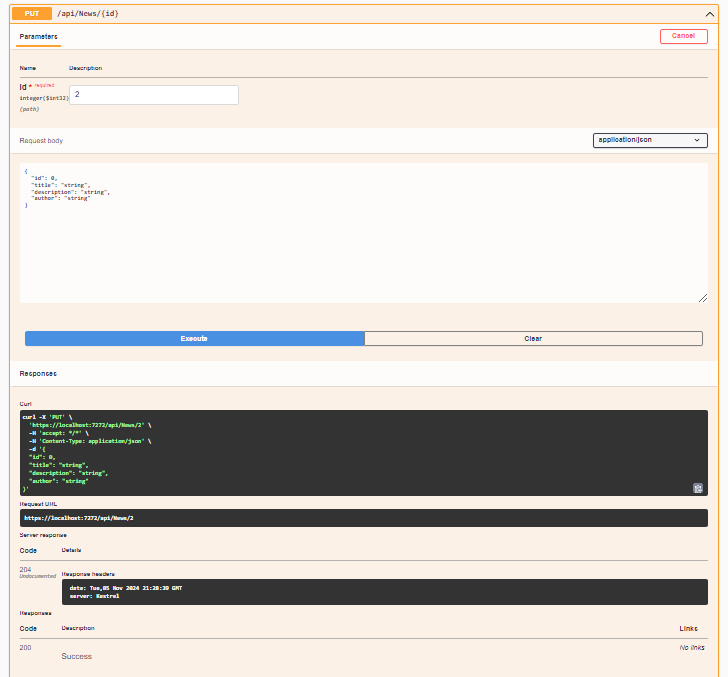 PUT /api/News/{id}
Parameters
Cancel
Name Description
id * required
integer($int32)
(path)
2
Request body
application/json
{
"id": 0,
"title": "string",
"description": "string",
"author": "string"
}
Execute
Clear
Responses
Curl
curl -X 'PUT' \
'https://localhost:7272/api/News/2' \
-H 'accept: */*' \
-H 'Content-Type: application/json' \
-d '{
"id": 0,
"title": "string",
"description": "string",
"author": "string"
}'
Request URL
https://localhost:7272/api/News/2
Server response
Code Details
204
Undocumented
Response headers
date: Tue,05 Nov 2024 21:28:39 GMT
server: Kestrel
Responses
Code Description Links
200
Success
No links